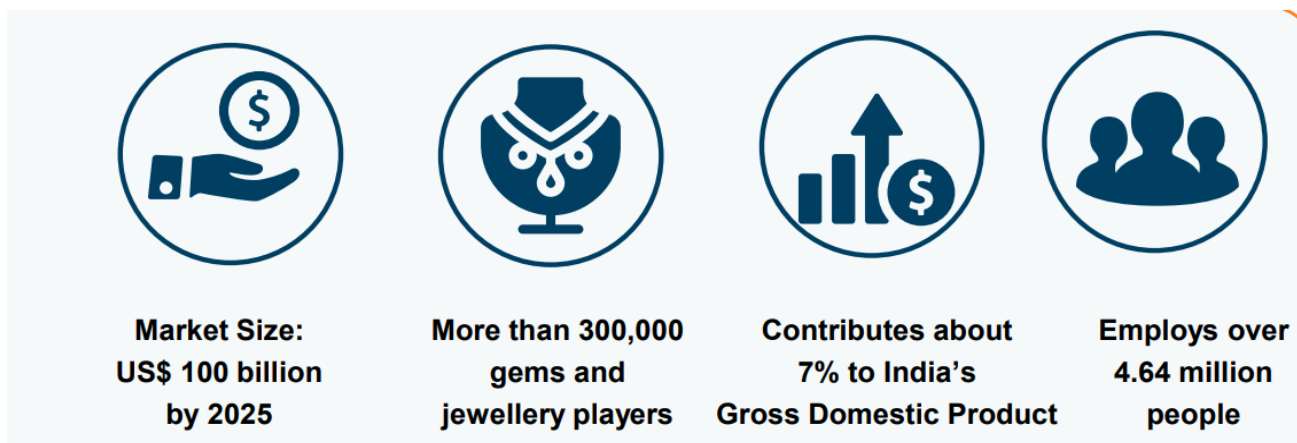 $
$
Market Size:
US$ 100 billion
by 2025
More than 300,000
gems and
jewellery players
Contributes about
7% to India's
Gross Domestic Product
Employs over
4.64 million
people